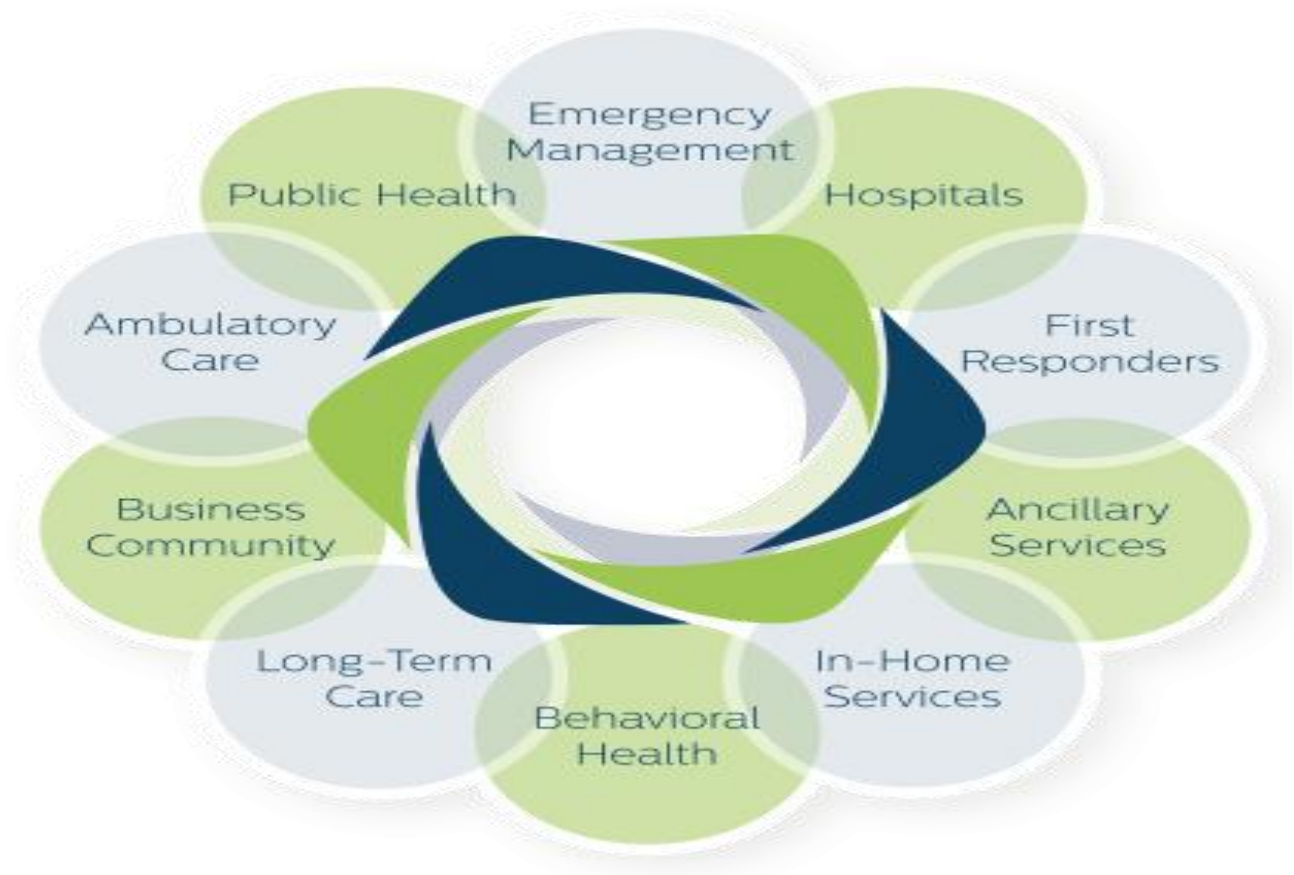 Emergency
Management
Hospitals
First
Responders
Ancillary
Services
In-Home
Services
Behavioral
Health
Long-Term
Care
Business
Community
Ambulatory
Care
Public Health